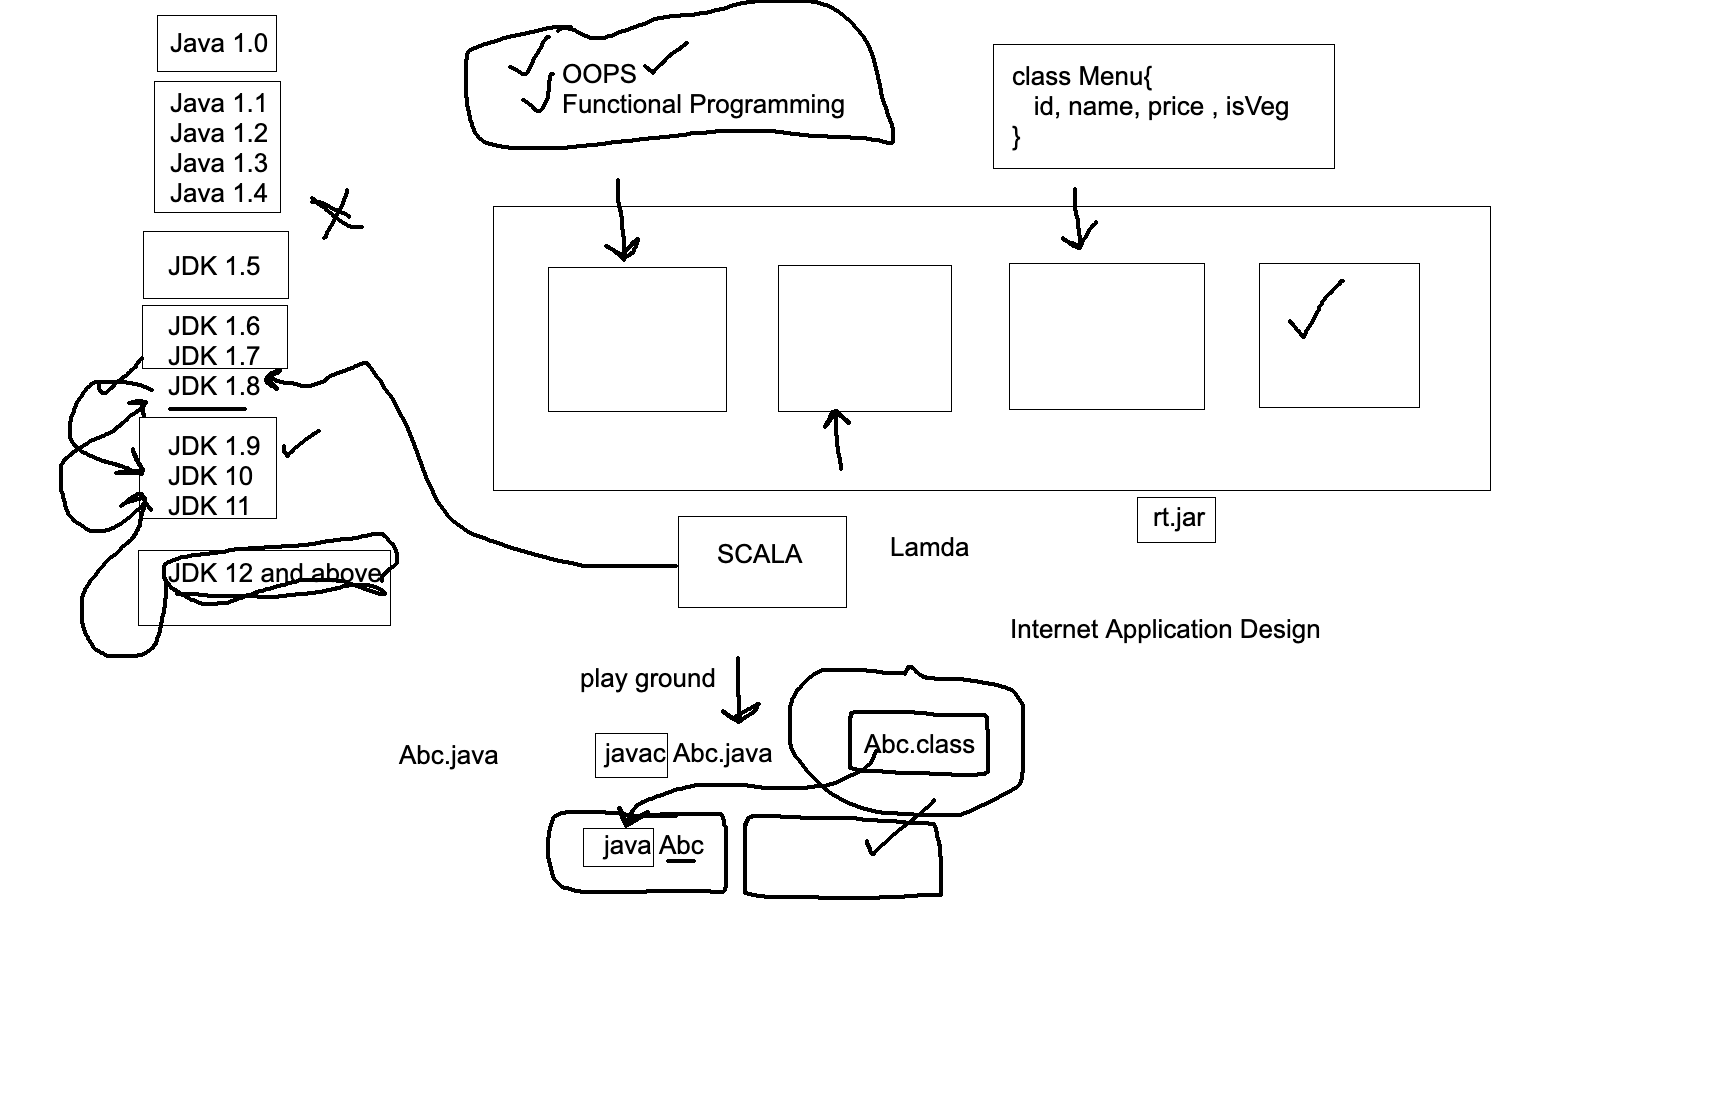 Java 1.0
Java 1.1
Java 1.2
Java 1.3
Java 1.4
JDK 1.5
JDK 1.6
JDK 1.7
JDK 1.8
JDK 1.9
JDK 10
JDK 11
JDK 12 and above
OOPS
Functional Programming
class Menu{
id, name, price , isVeg
}
rt.jar
SCALA
Lamda
Internet Application Design
play ground
Abc.java
javac Abc.java
Abc.class
java Abc